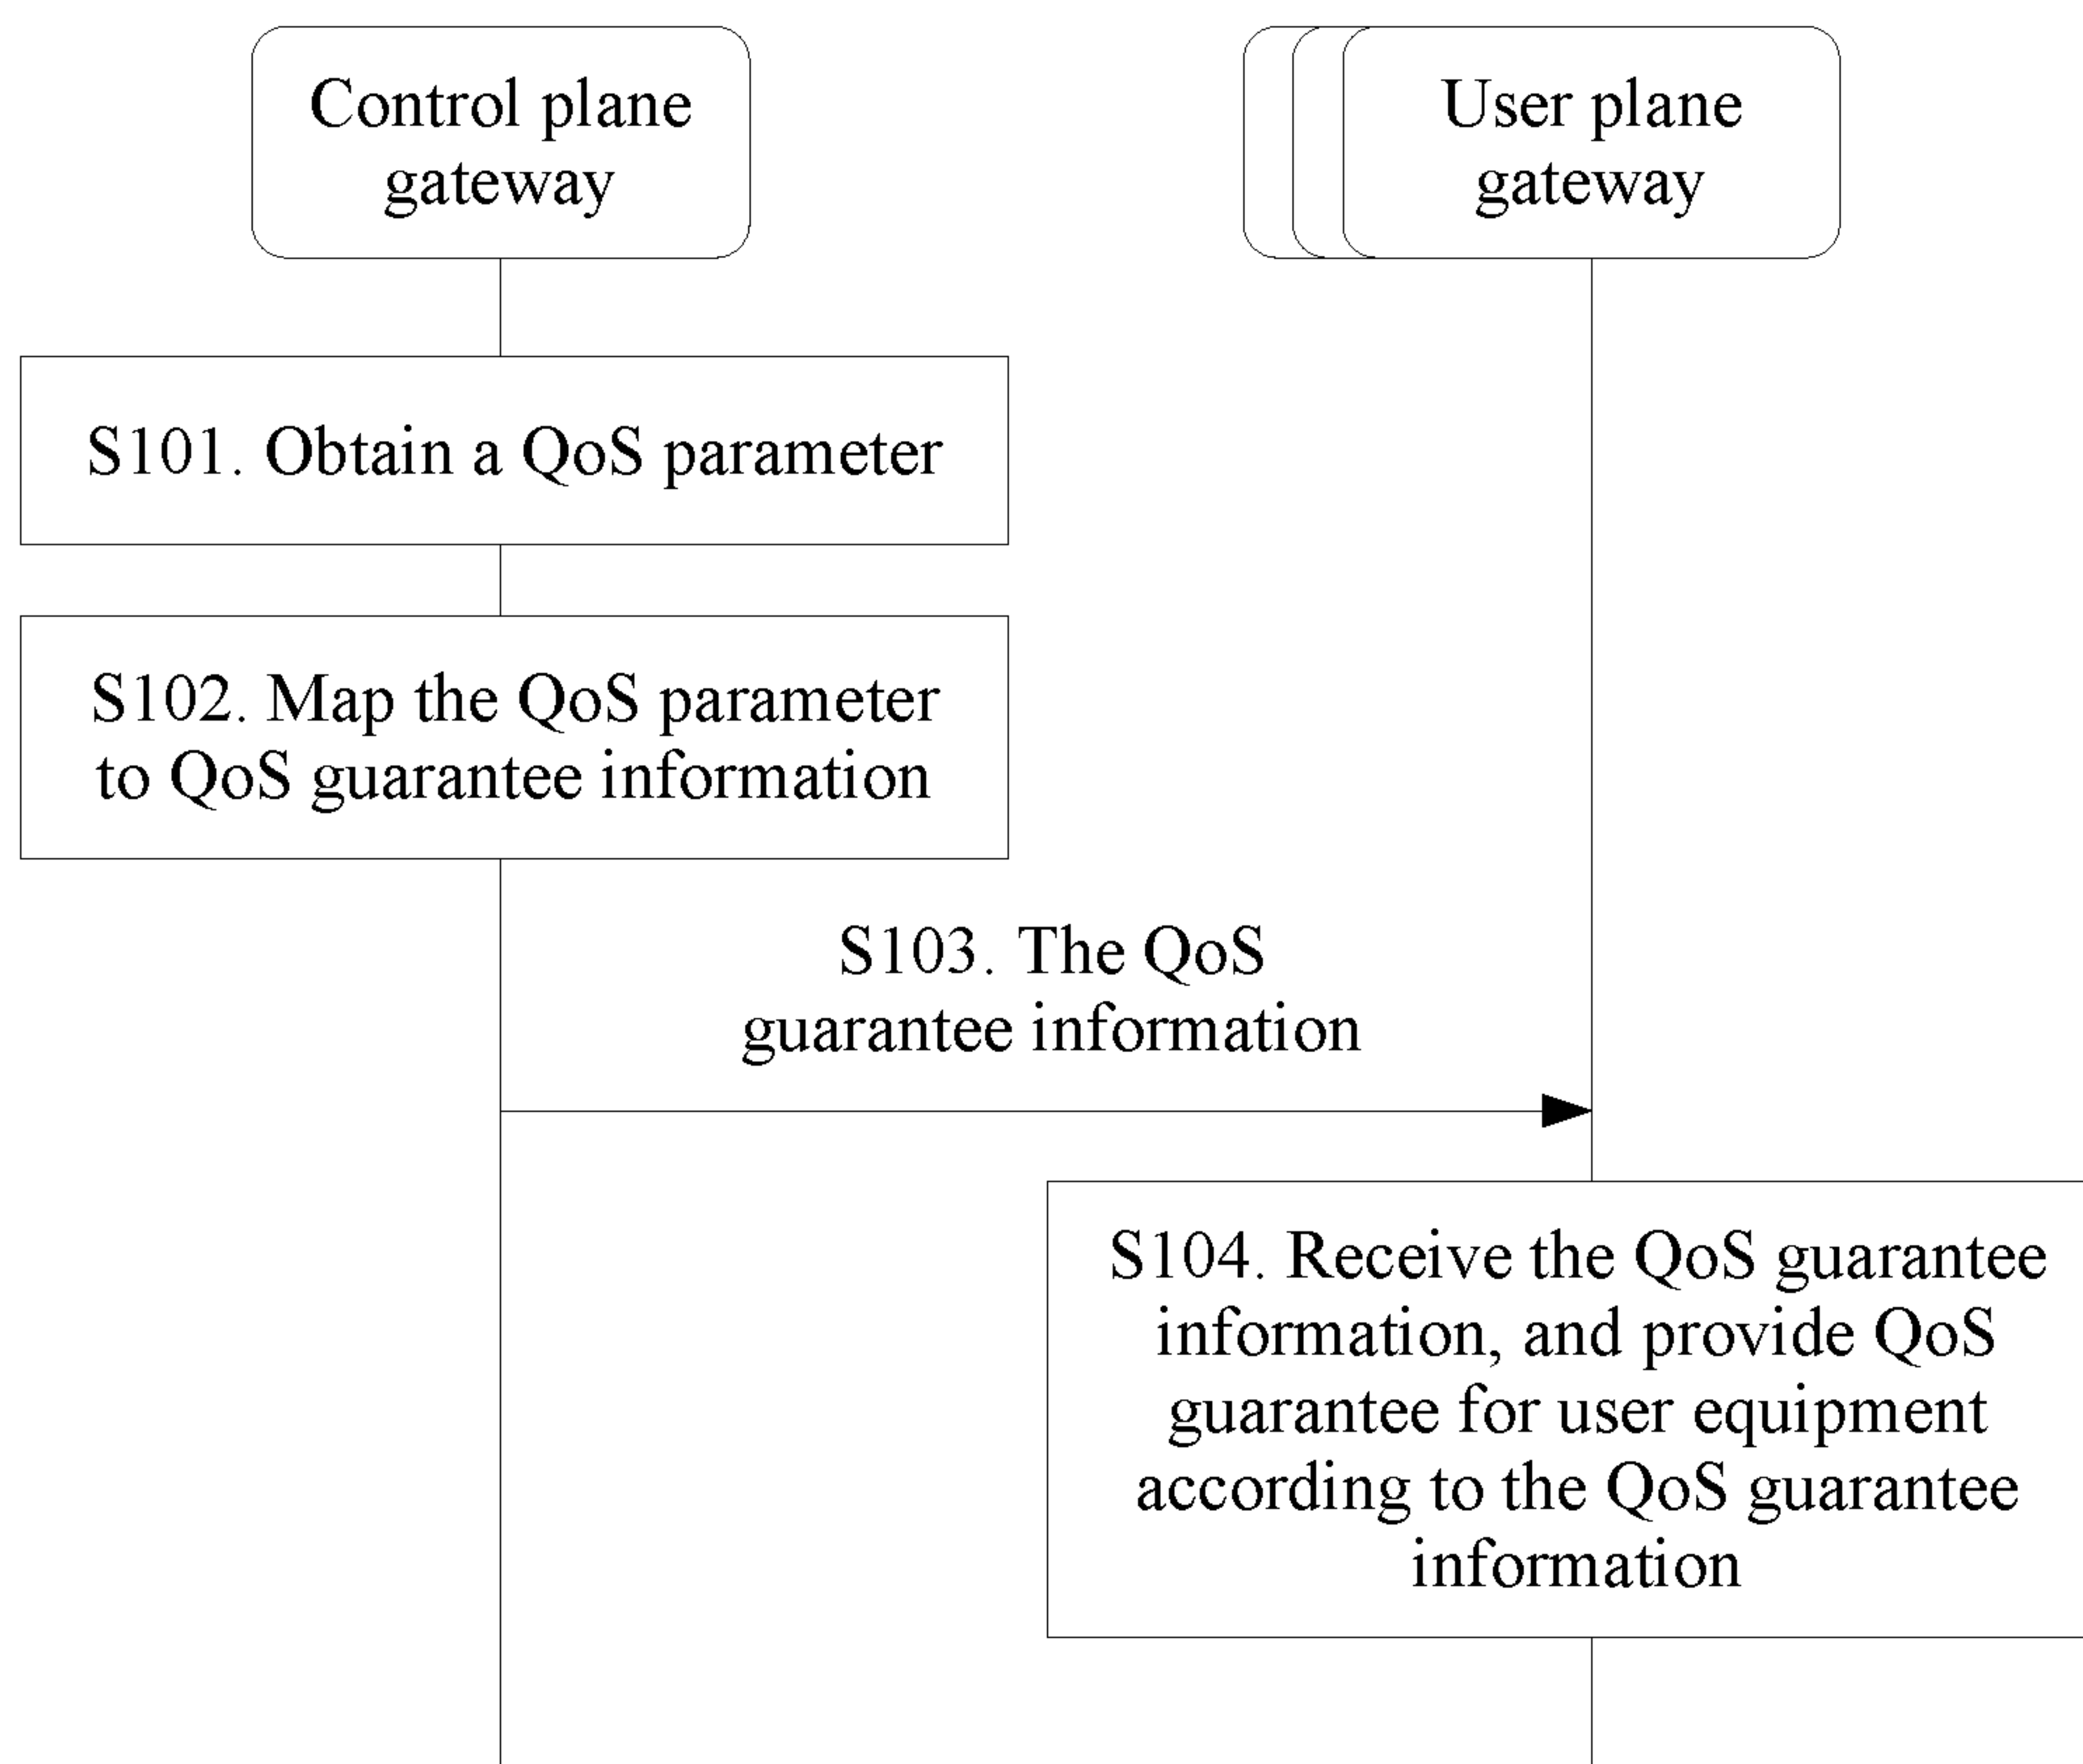 Control plane
gateway
User plane
gateway
S101. Obtain a QoS parameter
S102. Map the QoS parameter
to QoS guarantee information
S103. The QoS
guarantee information
S104. Receive the QoS guarantee
information, and provide QoS
guarantee for user equipment
according to the QoS guarantee
information